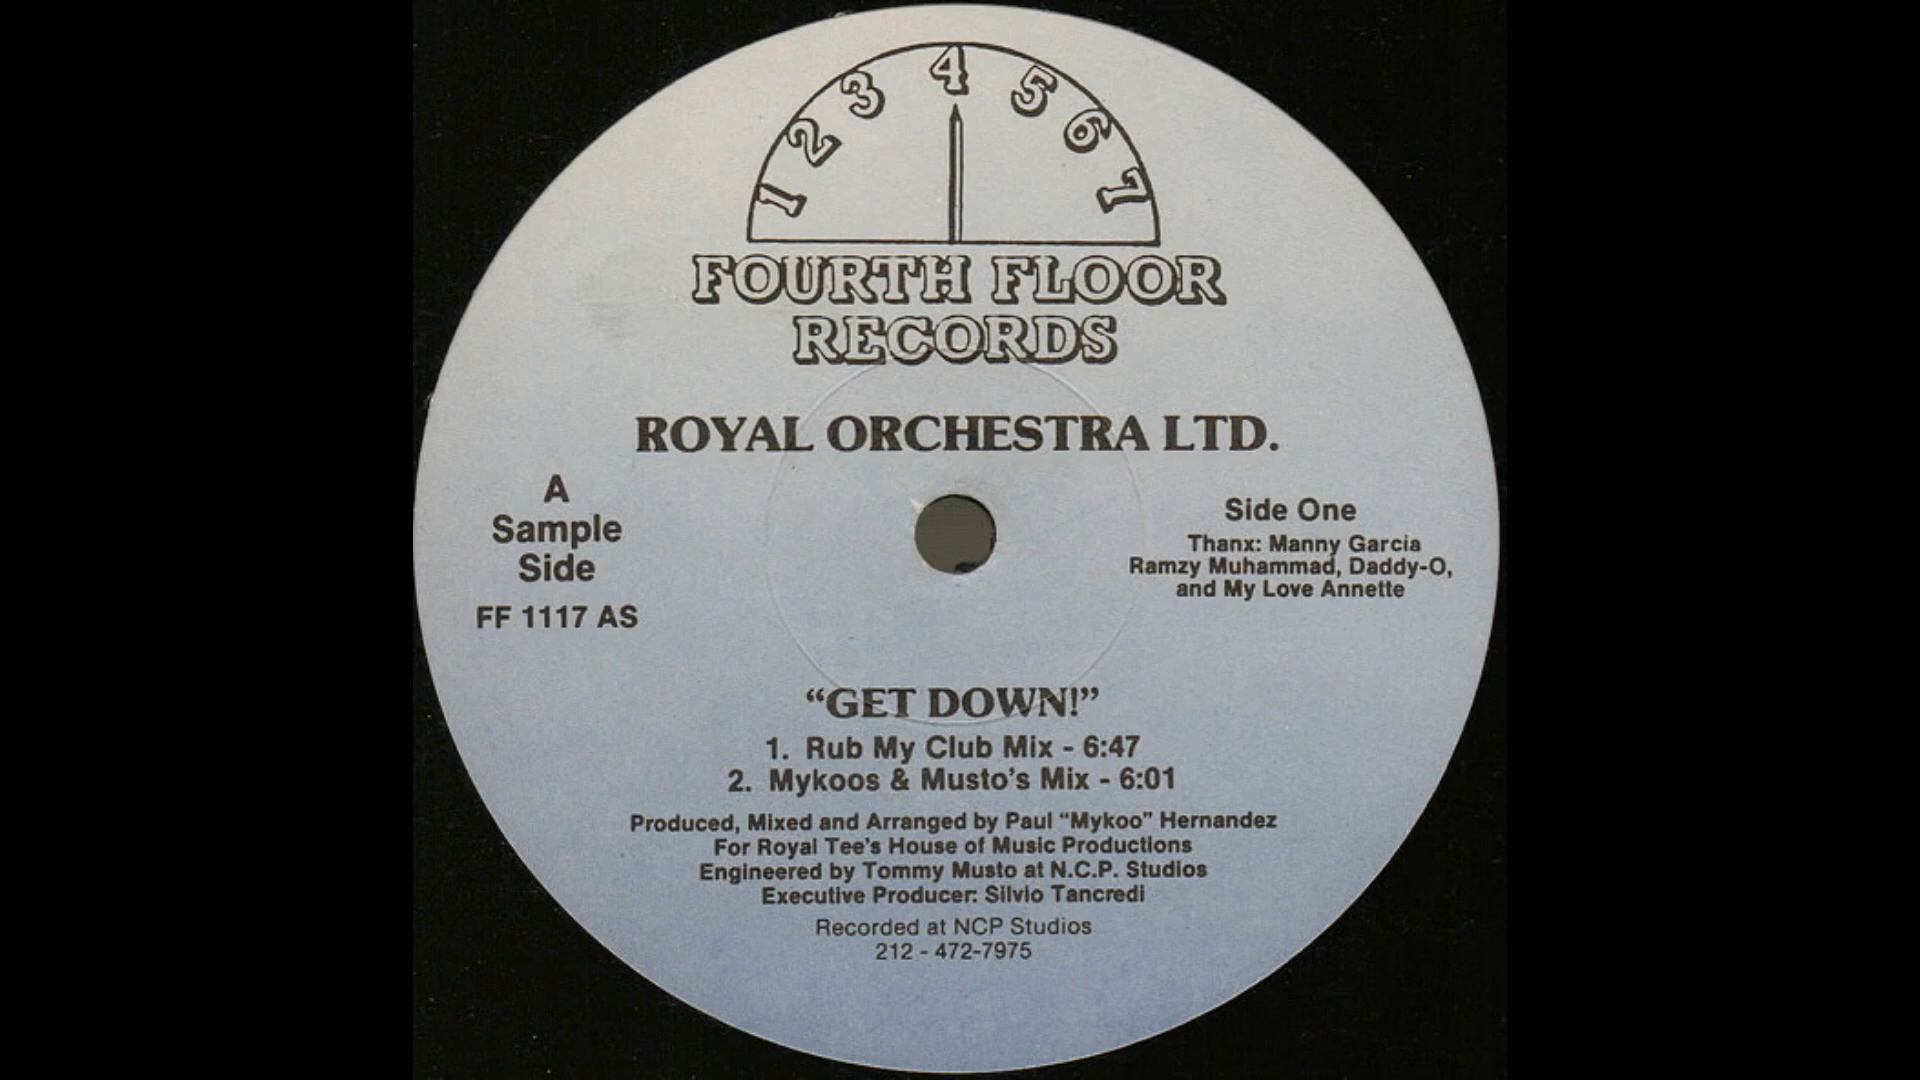 1 2 3 4 5 6 7
FOURTH FLOOR
RECORDS
ROYAL ORCHESTRA LTD.
A
Sample
Side
FF 1117 AS
Side One
Thanx: Manny Garcia
Ramzy Muhammad, Daddy-O,
and My Love Annette
“GET DOWN!”
1. Rub My Club Mix - 6:47
2. Mykoos & Musto's Mix - 6:01
Produced, Mixed and Arranged by Paul “Mykoo” Hernandez
For Royal Tee's House of Music Productions
Engineered by Tommy Musto at N.C.P. Studios
Executive Producer: Silvio Tancredi
Recorded at NCP Studios
212 - 472-7975